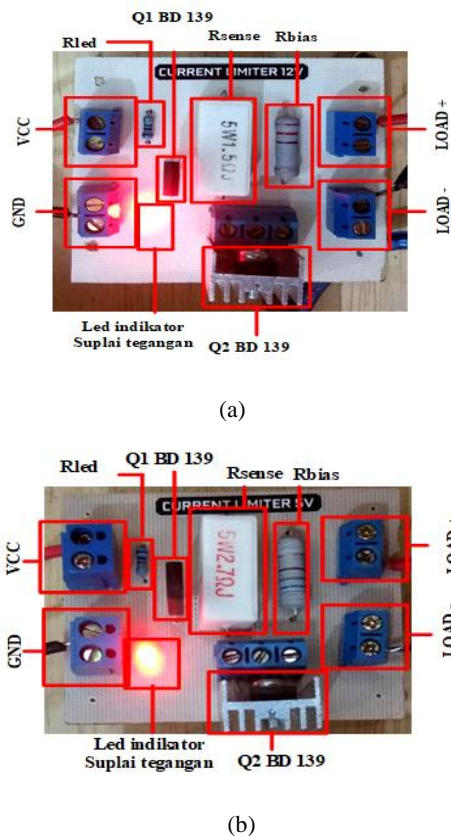 Q1 BD 139
Rled
Rsense
Rbias
CURRENT LIMITER 12V
VCC
5W1.5ΩJ
LOAD +
GND
LOAD -
Led indikator
Suplai tegangan
Q2 BD 139
(a)
Q1 BD 139
Rled
Rsense
Rbias
CURRENT LIMITER 5V
VCC
5W2.7ΩJ
LOAD +
GND
LOAD -
Led indikator
Suplai tegangan
Q2 BD 139
(b)